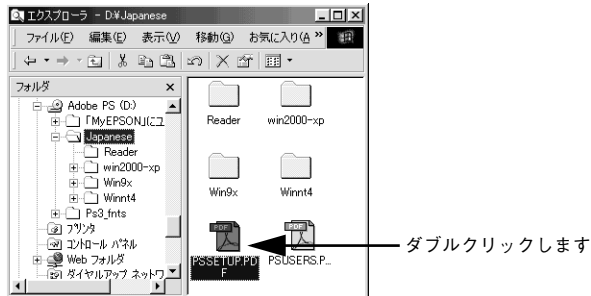 エクスプローラ - D:¥Japanese
ファイル(F) 編集(E) 表示(V) 移動(G) お気に入り(A »
フォルダ ×
Adobe PS (D:)
「MyEPSON」(にユ
Japanese
Reader
win2000-xp
Win9x
Winnt4
Ps3_fnts
プリンタ
コントロール パネル
Web フォルダ
ダイヤルアップ ネットワ
Reader win2000-xp
Win9x Winnt4
PDF PDF
PSSETUP.PD
F
PSUSERS.P...
ダブルクリックします